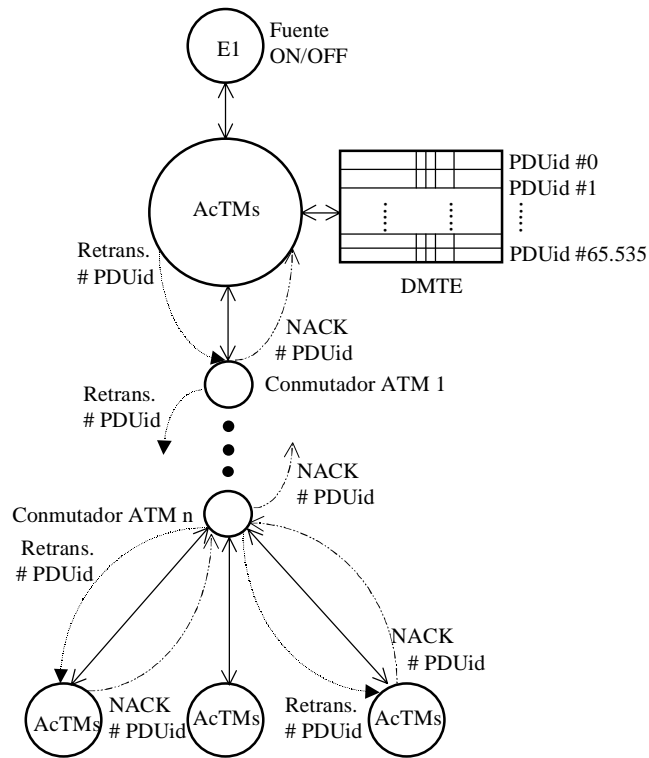 E1
Fuente
ON/OFF
AcTMs
PDUid #0
PDUid #1
PDUid #65.535
DMTE
Retrans.
# PDUid
NACK
# PDUid
Conmutador ATM 1
Retrans.
# PDUid
NACK
# PDUid
Conmutador ATM n
Retrans.
# PDUid
NACK
# PDUid
AcTMs
NACK
# PDUid
AcTMs
Retrans.
# PDUid
AcTMs